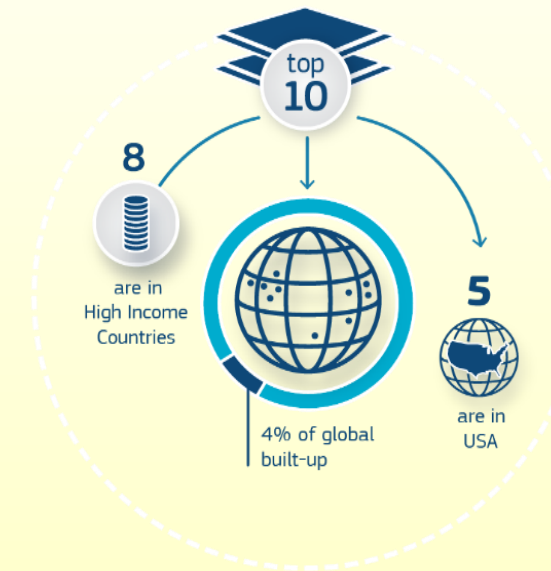 top
10
8
are in
High Income
Countries
4% of global
built-up
5
are in
USA